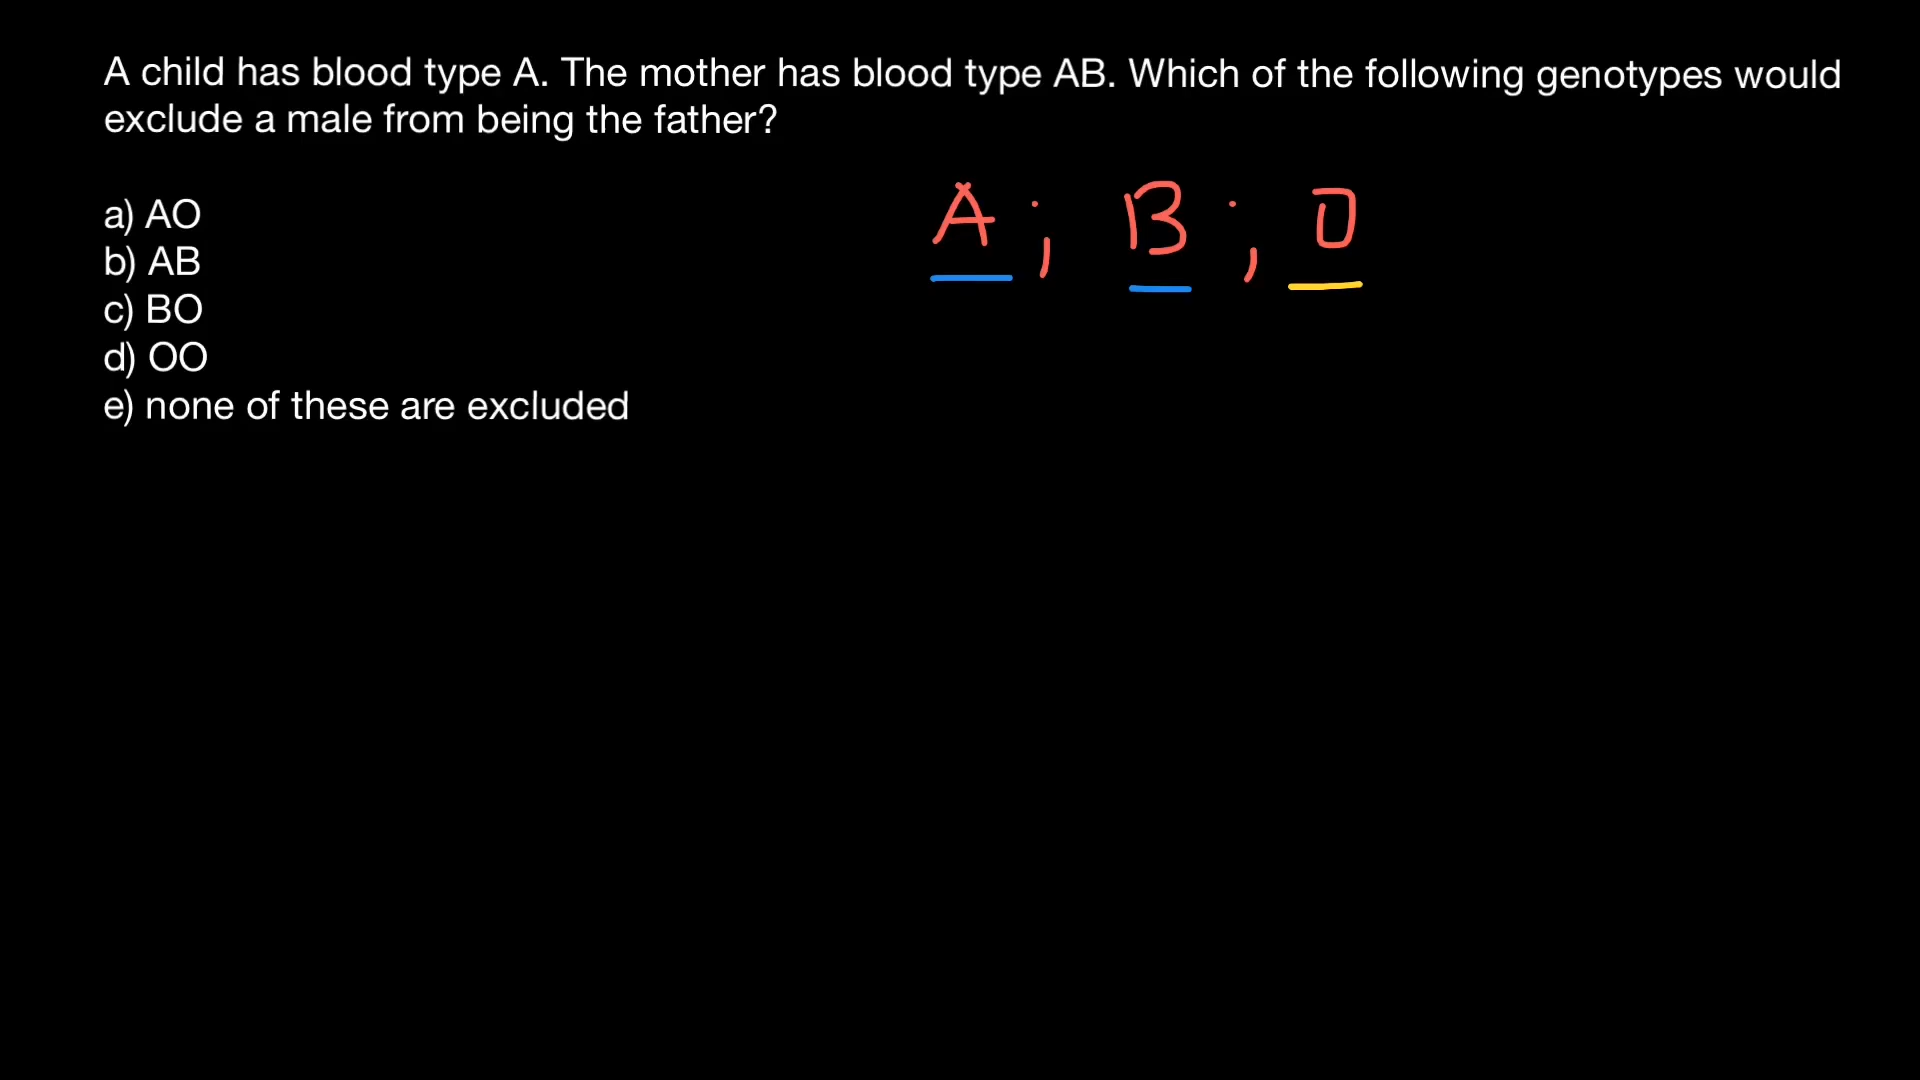 A child has blood type A. The mother has blood type AB. Which of the following genotypes would
exclude a male from being the father?
A ; B ; O
a) AO
b) AB
c) BO
d) OO
e) none of these are excluded